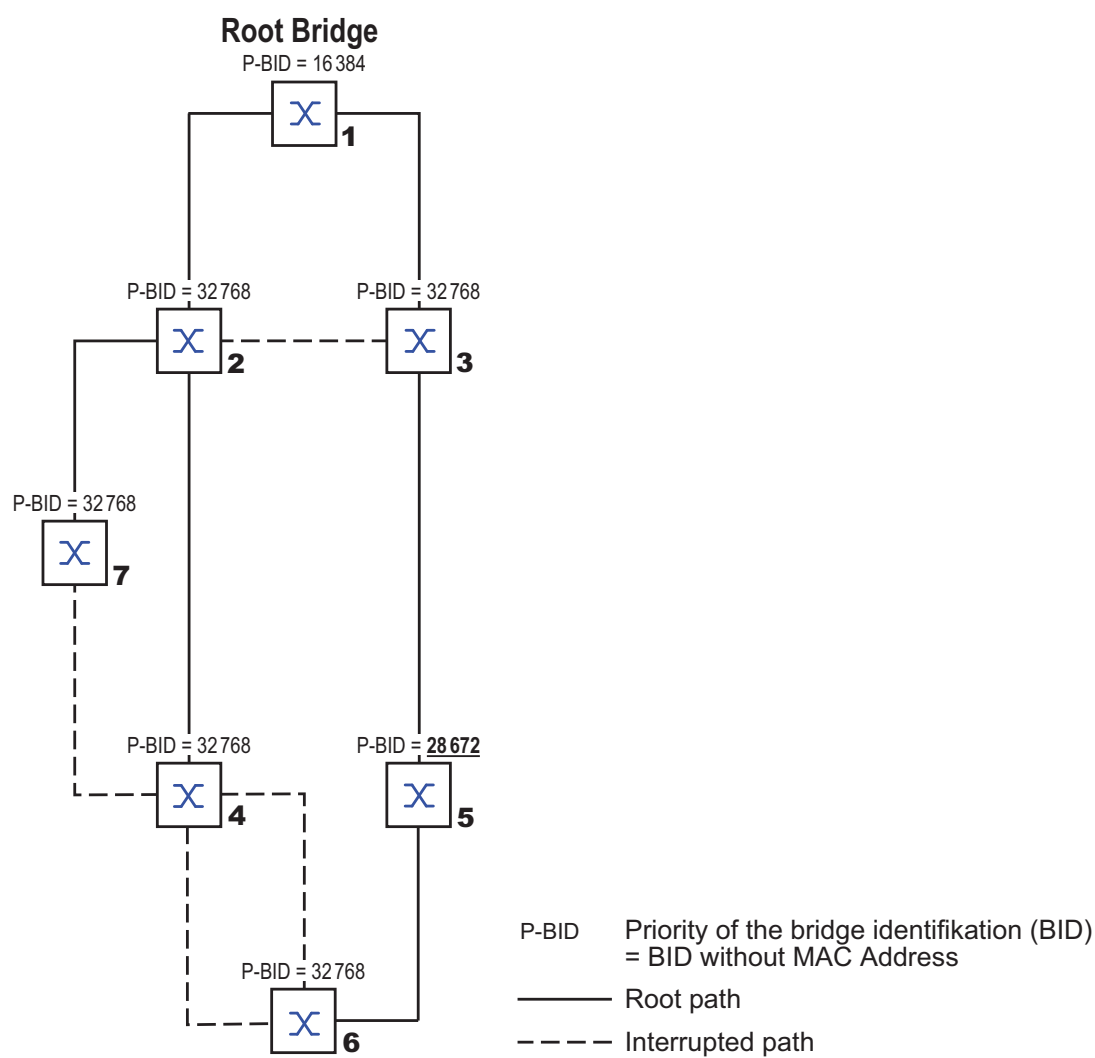 Root Bridge
P-BID = 16 384
1
P-BID = 32 768
P-BID = 32 768
2
3
P-BID = 32 768
7
P-BID = 32 768
P-BID = 28 672
4
5
P-BID = 32 768
6
P-BID Priority of the bridge identifikation (BID)
= BID without MAC Address
Root path
Interrupted path